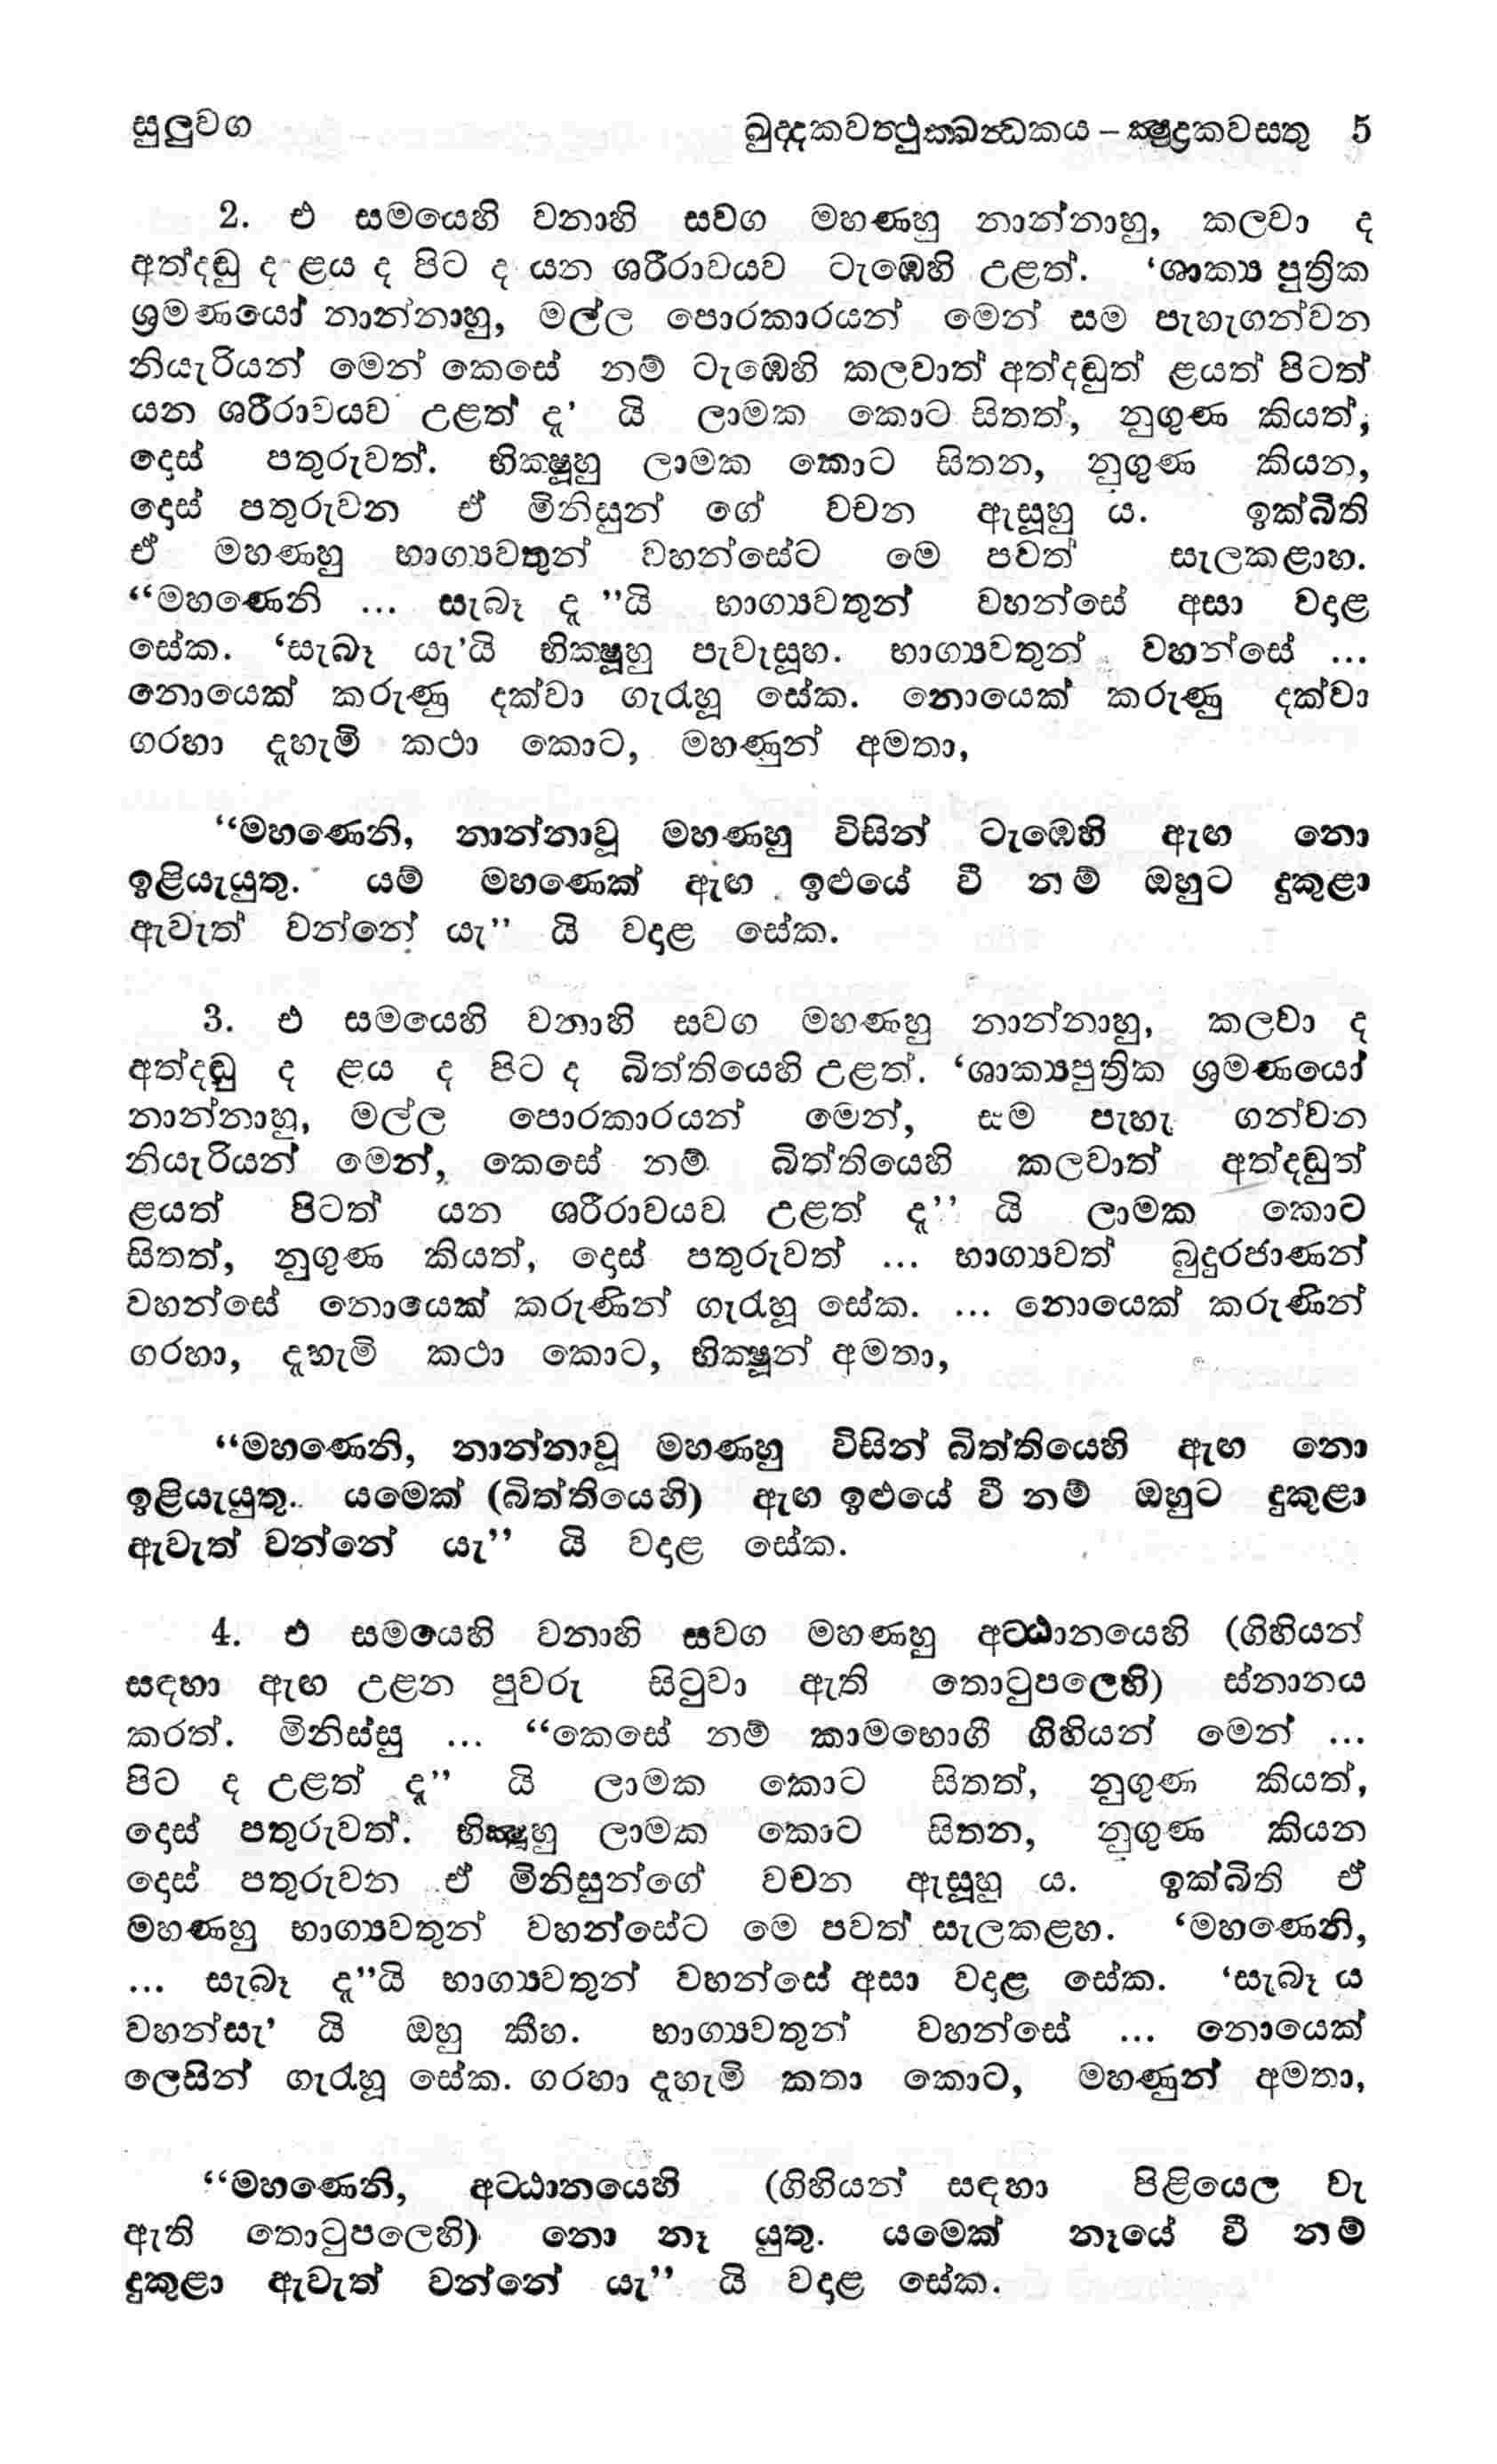 සුලුවග ඛුද්දකවත්ථුක්ඛන්ධකය – ක්ෂුද්‍රකවස්තු 5
2. එ සමයෙහි වනාහි සවග මහණහු නාන්නාහු, කලවා ද
අත්දඬු ද ළය ද පිට ද යන ශරීරාවයව ටැඹෙහි උළත්. ‘ශාක්‍ය පුත්‍රික
ශ්‍රමණයෝ නාන්නාහු, මල්ල පොරකාරයන් මෙන් සම පැහැගන්වන
නියැරියන් මෙන් කෙසේ නම් ටැඹෙහි කලවාත් අත්දඬුත් ළයත් පිටත්
යන ශරීරාවයව උළත් දැ’ යි ලාමක කොට සිතත්, නුගුණ කියත්,
දොස් පතුරුවත්. භික්ෂූහු ලාමක කොට සිතන, නුගුණ කියන,
දොස් පතුරුවන ඒ මිනිසුන් ගේ වචන ඇසූහු ය. ඉක්බිති
ඒ මහණහු භාග්‍යවතුන් වහන්සේට මෙ පවත් සැලකළාහ.
“මහණෙනි ... සැබෑ දැ ”යි භාග්‍යවතුන් වහන්සේ අසා වදාළ
සේක. ‘සැබෑ යැ’යි භික්ෂූහු පැවැසූහ. භාග්‍යවතුන් වහන්සේ ...
නොයෙක් කරුණු දක්වා ගැරැහූ සේක. නොයෙක් කරුණු දක්වා
ගරහා දැහැමි කථා කොට, මහණුන් අමතා,
“මහණෙනි, නාන්නාවූ මහණහු විසින් ටැඹෙහි ඇඟ නො
ඉළියැයුතු. යම් මහණෙක් ඇඟ ඉළුයේ වී නම් ඔහුට දුකුළා
ඇවැත් වන්නේ යැ” යි වදාළ සේක.
3. එ සමයෙහි වනාහි සවග මහණහු නාන්නාහු, කලවා ද
අත්දඬු ද ළය ද පිට ද බිත්තියෙහි උළත්. ‘ශාක්‍යපුත්‍රික ශ්‍රමණයෝ
නාන්නාහු, මල්ල පොරකාරයන් මෙන්, සම පැහැ ගන්වන
නියැරියන් මෙන්, කෙසේ නම් බිත්තියෙහි කලවාත් අත්දඬුත්
ළයත් පිටත් යන ශරීරාවයව උළත් දැ’’ යි ලාමක කොට
සිතත්, නුගුණ කියත්, දොස් පතුරුවත් ... භාග්‍යවත් බුදුරජාණන්
වහන්සේ නොයෙක් කරුණින් ගැරැහූ සේක. ... නොයෙක් කරුණින්
ගරහා, දැහැමි කථා කොට, භික්ෂූන් අමතා,
“මහණෙනි, නාන්නාවූ මහණහු විසින් බිත්තියෙහි ඇඟ නො
ඉළියැයුතු. යමෙක් (බිත්තියෙහි) ඇඟ ඉළුයේ වී නම් ඔහුට දුකුළා
ඇවැත් වන්නේ යැ” යි වදාළ සේක.
4. එ සමයෙහි වනාහි සවග මහණහු අට්ඨානයෙහි (ගිහියන්
සඳහා ඇඟ උළන පුවරු සිටුවා ඇති තොටුපලෙහි) ස්නානය
කරත්. මිනිස්සු ... “කෙසේ නම් කාමභොගී ගිහියන් මෙන් ...
පිට ද උළත් දැ” යි ලාමක කොට සිතත්, නුගුණ කියත්,
දොස් පතුරුවත්. භික්ෂූහු ලාමක කොට සිතන, නුගුණ කියන
දොස් පතුරුවන ඒ මිනිසුන්ගේ වචන ඇසූහු ය. ඉක්බිති ඒ
මහණහු භාග්‍යවතුන් වහන්සේට මෙ පවත් සැලකළහ. ‘මහණෙනි,
... සැබෑ දැ”යි භාග්‍යවතුන් වහන්සේ අසා වදාළ සේක. ‘සැබෑ ය
වහන්සැ’ යි ඔහු කීහ. භාග්‍යවතුන් වහන්සේ ... නොයෙක්
ලෙසින් ගැරැහූ සේක. ගරහා දැහැමි කතා කොට, මහණුන් අමතා,
“මහණෙනි, අට්ඨානයෙහි (ගිහියන් සඳහා පිළියෙල වැ
ඇති තොටුපලෙහි) නො නෑ යුතු. යමෙක් නෑයේ වී නම්
දුකුළා ඇවැත් වන්නේ යැ” යි වදාළ සේක.